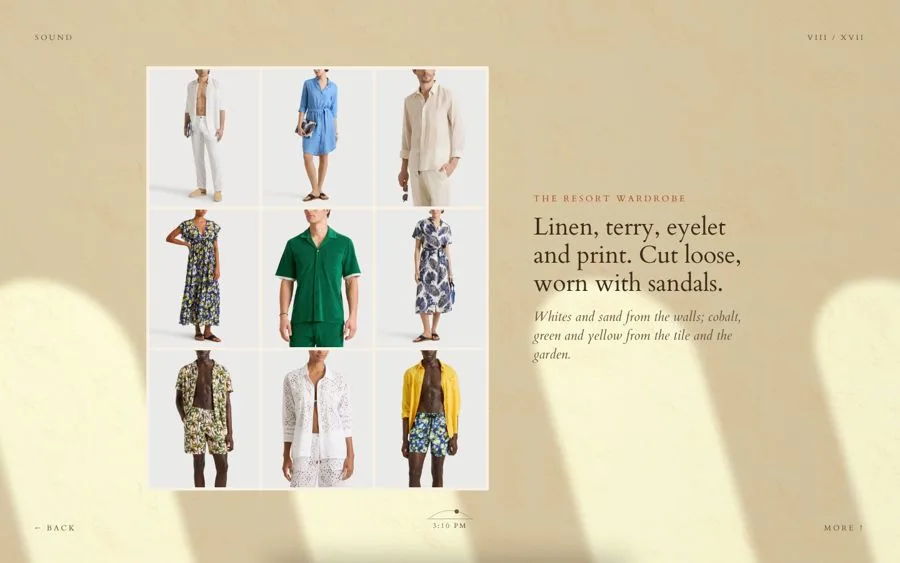 SOUND
VIII / XVII
THE RESORT WARDROBE
Linen, terry, eyelet
and print. Cut loose,
worn with sandals.
Whites and sand from the walls; cobalt,
green and yellow from the tile and the
garden.
← BACK
3:10 PM
MORE ↑